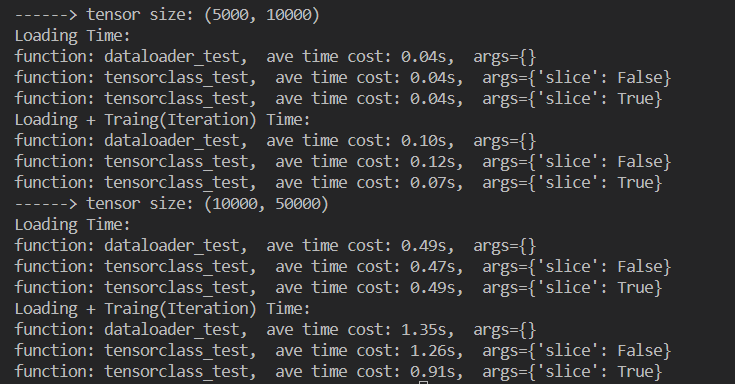 ------> tensor size: (5000, 10000)
Loading Time:
function: dataloader_test,  ave time cost: 0.04s,  args={}
function: tensorclass_test,  ave time cost: 0.04s,  args={'slice': False}
function: tensorclass_test,  ave time cost: 0.04s,  args={'slice': True}
Loading + Traing(Iteration) Time:
function: dataloader_test,  ave time cost: 0.10s,  args={}
function: tensorclass_test,  ave time cost: 0.12s,  args={'slice': False}
function: tensorclass_test,  ave time cost: 0.07s,  args={'slice': True}
------> tensor size: (10000, 50000)
Loading Time:
function: dataloader_test,  ave time cost: 0.49s,  args={}
function: tensorclass_test,  ave time cost: 0.47s,  args={'slice': False}
function: tensorclass_test,  ave time cost: 0.49s,  args={'slice': True}
Loading + Traing(Iteration) Time:
function: dataloader_test,  ave time cost: 1.35s,  args={}
function: tensorclass_test,  ave time cost: 1.26s,  args={'slice': False}
function: tensorclass_test,  ave time cost: 0.91s,  args={'slice': True}